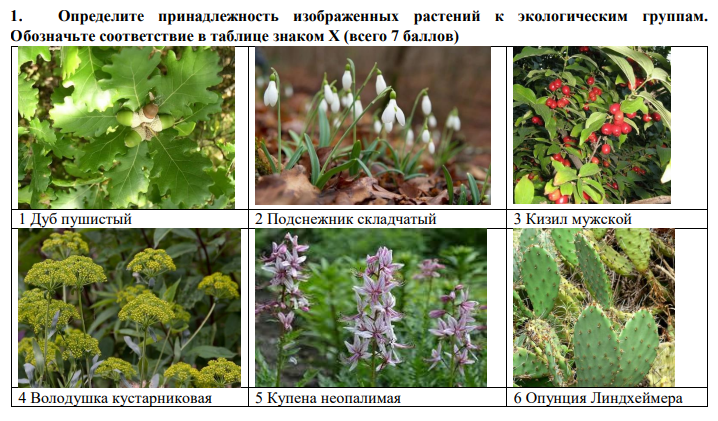 1. Определите принадлежность изображенных растений к экологическим группам.
Обозначьте соответствие в таблице знаком X (всего 7 баллов)
1 Дуб пушистый
2 Подснежник складчатый
3 Кизил мужской
4 Володушка кустарниковая
5 Купена неопалимая
6 Опунция Линдхеймера